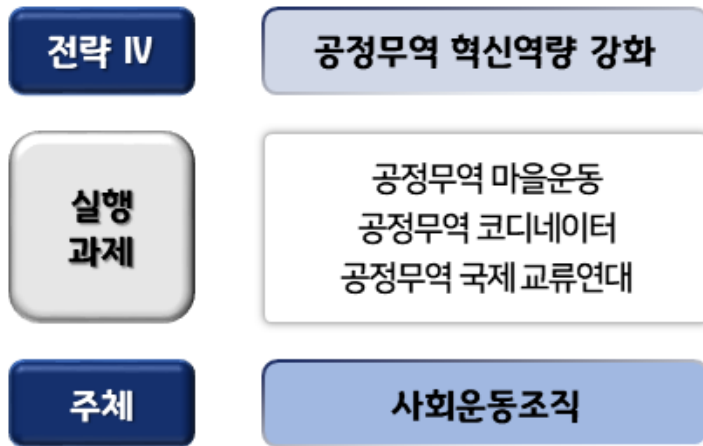 전략 Ⅳ
공정무역 혁신역량 강화
실행
과제
공정무역 마을운동
공정무역 코디네이터
공정무역 국제 교류연대
주체
사회운동조직